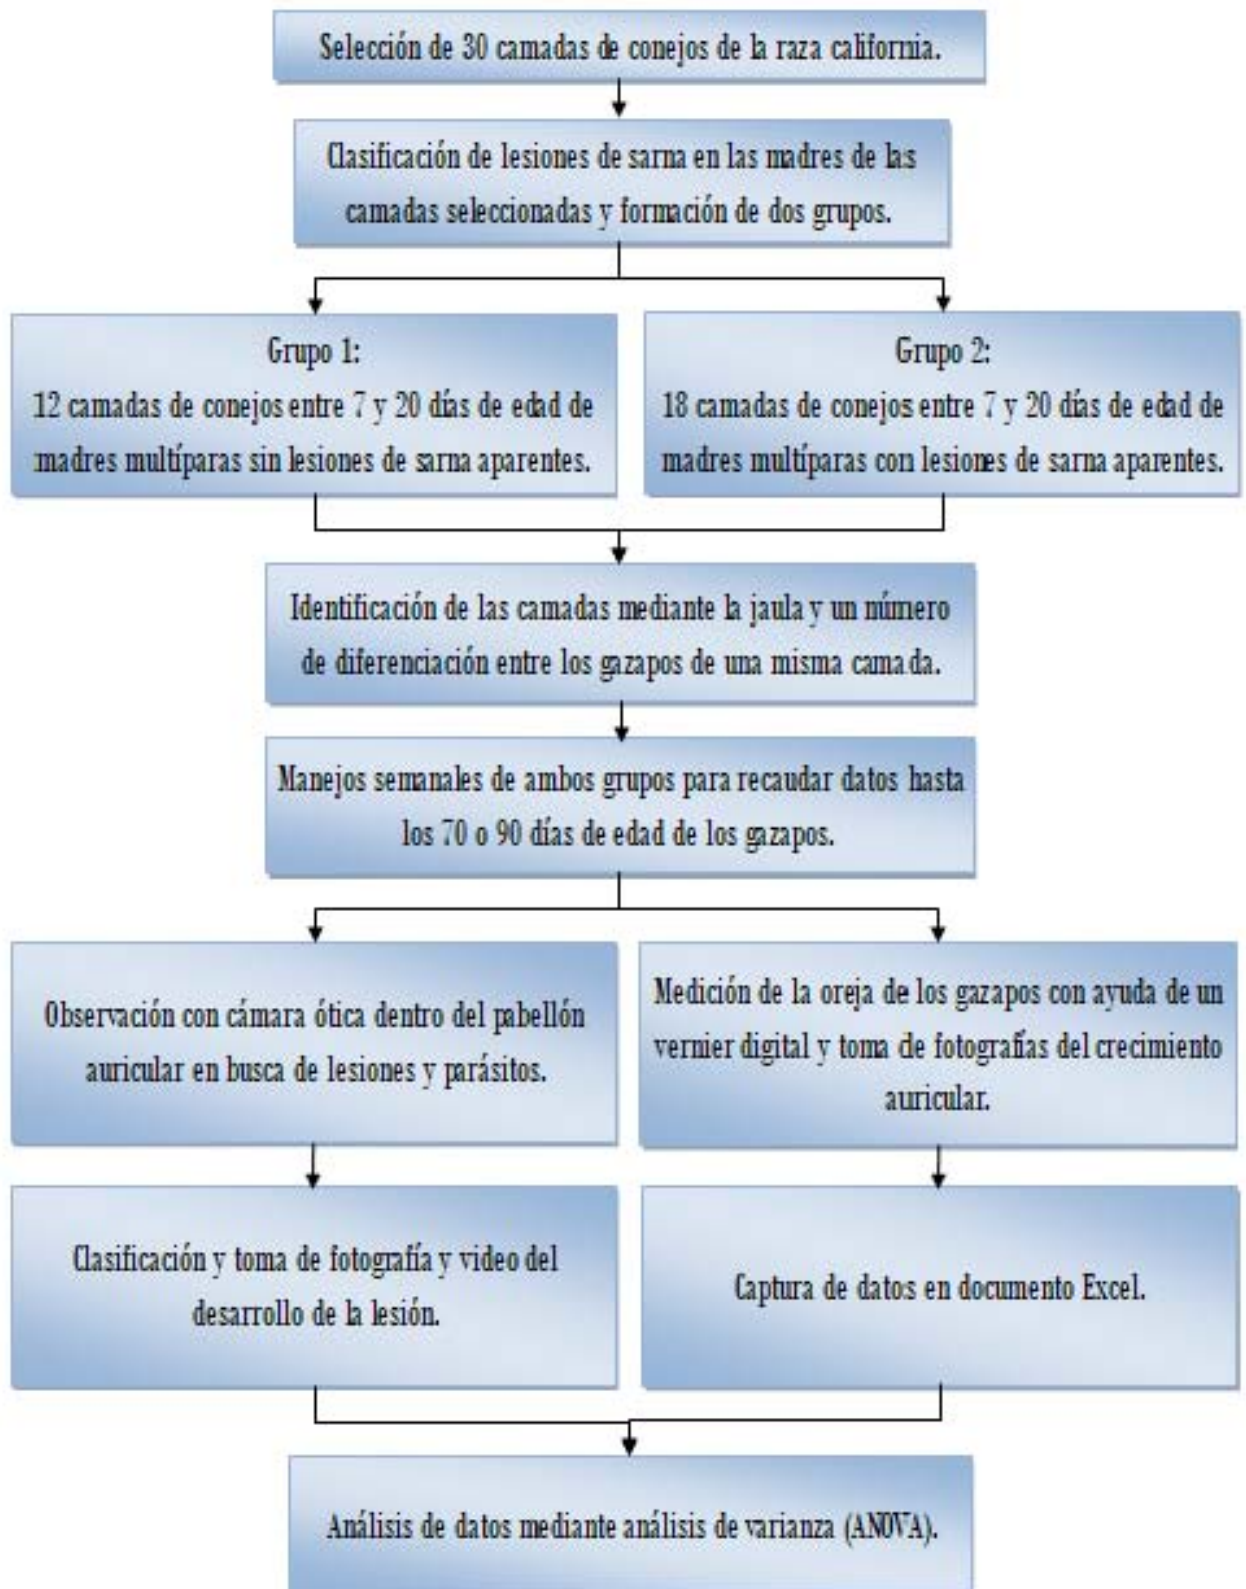 Selección de 30 camadas de conejos de la raza california.
Clasificación de lesiones de sarna en las madres de las
camadas seleccionadas y formación de dos grupos.
Grupo 1:
12 camadas de conejos entre 7 y 20 días de edad de
madres multíparas sin lesiones de sarna aparentes.
Grupo 2:
18 camadas de conejos entre 7 y 20 días de edad de
madres multíparas con lesiones de sarna aparentes.
Identificación de las camadas mediante la jaula y un número
de diferenciación entre los gazapos de una misma camada.
Manejos semanales de ambos grupos para recaudar datos hasta
los 70 o 90 días de edad de los gazapos.
Observación con cámara ótica dentro del pabellón
auricular en busca de lesiones y parásitos.
Medición de la oreja de los gazapos con ayuda de un
vernier digital y toma de fotografías del crecimiento
auricular.
Clasificación y toma de fotografía y video del
desarrollo de la lesión.
Captura de datos en documento Excel.
Análisis de datos mediante análisis de varianza (ANOVA).